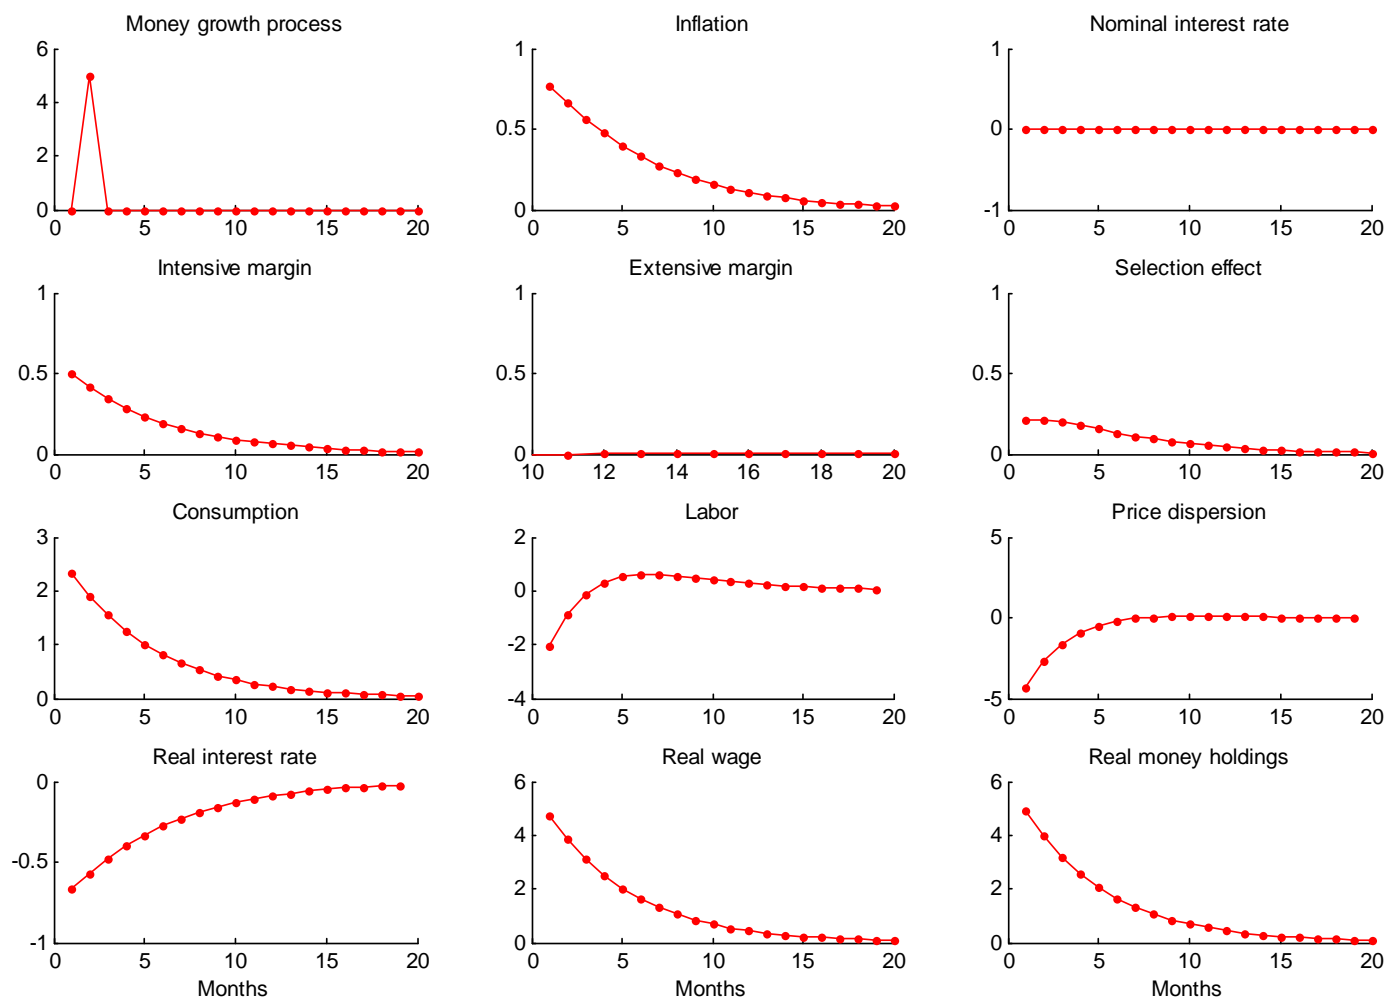 Money growth process
Inflation
Nominal interest rate
6
4
2
0
0 5 10 15 20
1
0.5
0
0 5 10 15 20
1
0
-1
0 5 10 15 20
Intensive margin
Extensive margin
Selection effect
1
0.5
0
0 5 10 15 20
1
0.5
0
10 12 14 16 18 20
1
0.5
0
0 5 10 15 20
Consumption
Labor
Price dispersion
3
2
1
0
0 5 10 15 20
2
0
-2
-4
0 5 10 15 20
5
0
-5
0 5 10 15 20
Real interest rate
Real wage
Real money holdings
0
-0.5
-1
0 5 10 15 20
Months
6
4
2
0
0 5 10 15 20
Months
6
4
2
0
0 5 10 15 20
Months